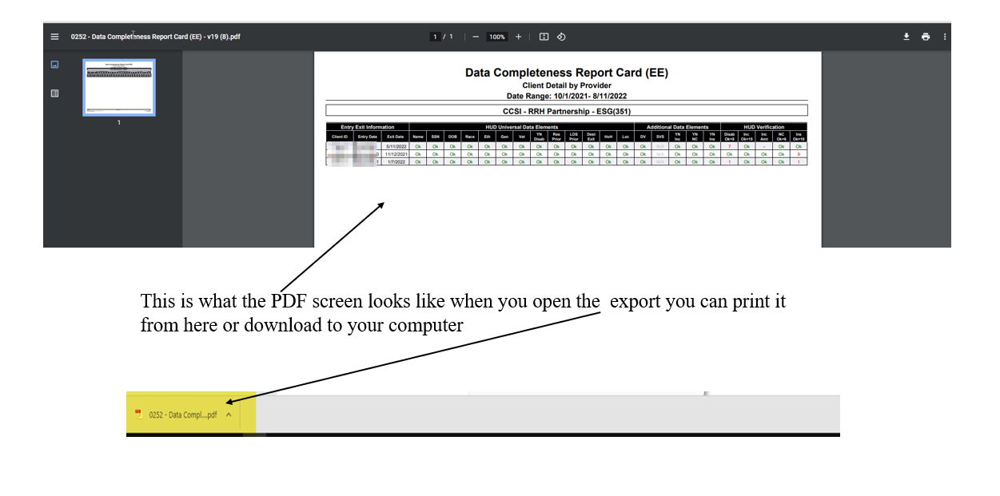 0252 - Data Completeness Report Card (EE) - v19 (8).pdf
1 / 1
100%
1
Data Completeness Report Card (EE)
Client Detail by Provider
Date Range: 10/1/2021- 8/11/2022
CCSI - RRH Partnership - ESG(351)
Entry Exit Information HUD Universal Data Elements Additional Data Elements HUD Verification
Client ID Entry Date Exit Date Name SSN DOB Race Eth Gen Vet YN Disab Res Prior LOS Prior Dest Exit HoH Loc DV SVS YN Inc YN NC YN Ins Disab Ok=8 Inc Ok=15 Inc Amt NC Ok=6 Ins Ok=10
5/11/2022 Ok Ok Ok Ok Ok Ok Ok Ok Ok Ok Ok Ok Ok Ok N/R Ok Ok Ok 7 Ok - Ok Ok
0 11/12/2021 Ok Ok Ok Ok Ok Ok Ok Ok Ok Ok Ok Ok Ok Ok N/R Ok Ok Ok Ok Ok Ok Ok 9
1 1/7/2022 Ok Ok Ok Ok Ok Ok Ok Ok Ok Ok Ok Ok Ok Ok N/R Ok Ok Ok 1 Ok Ok Ok 1
This is what the PDF screen looks like when you open the export you can print it
from here or download to your computer
0252 - Data Compl....pdf